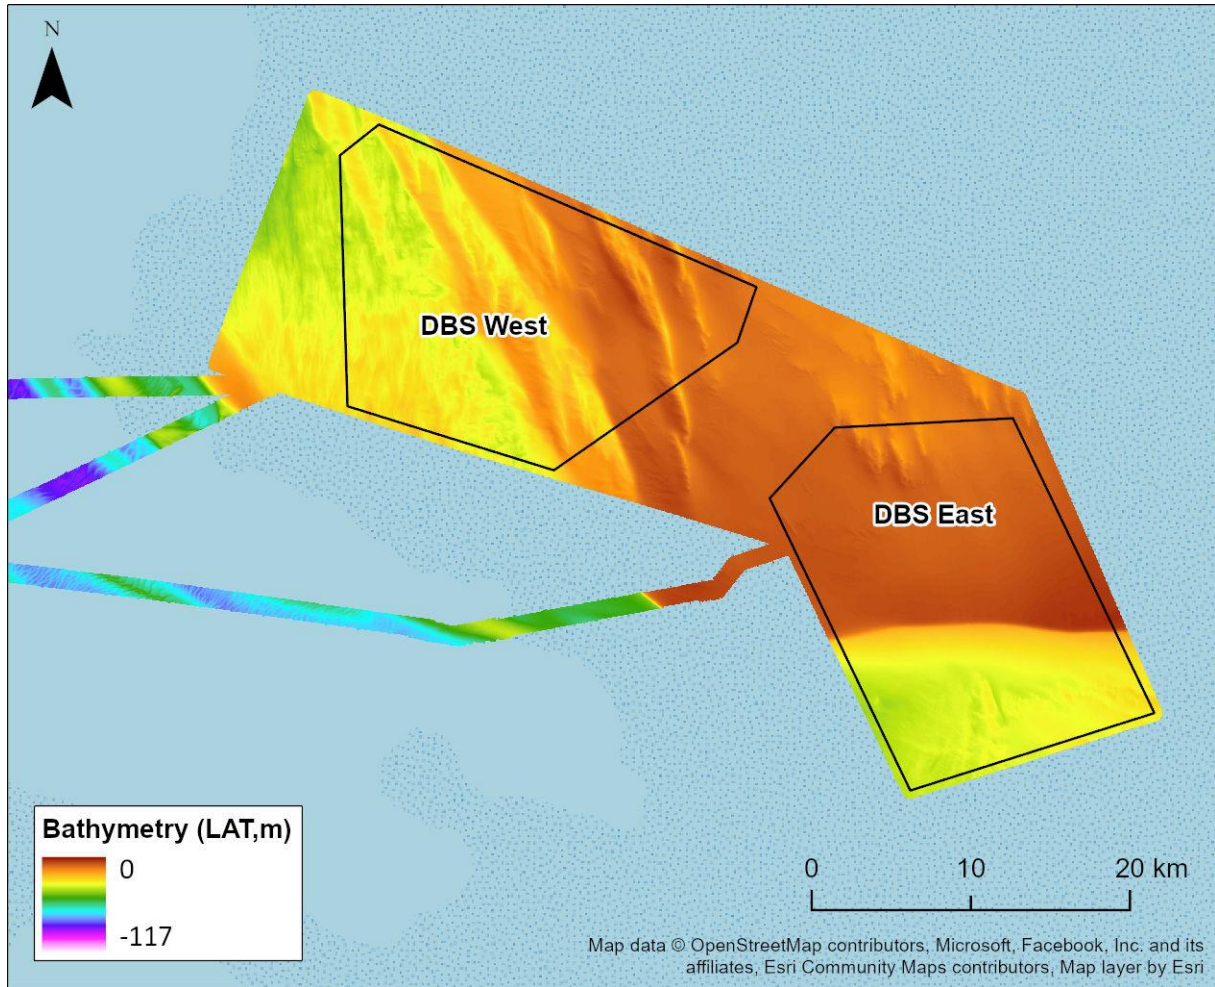 N
DBS West
DBS East
Bathymetry (LAT,m)
0
-117
0 10 20 km
Map data © OpenStreetMap contributors, Microsoft, Facebook, Inc. and its
affiliates, Esri Community Maps contributors, Map layer by Esri